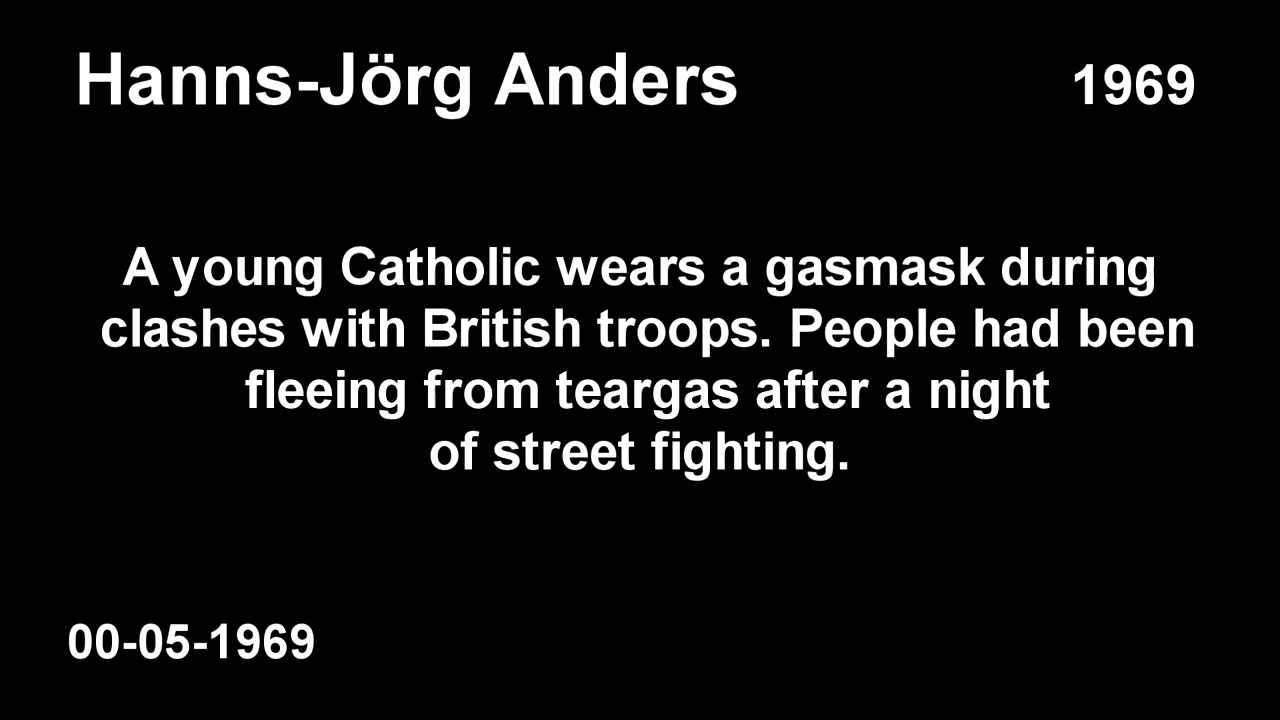 Hanns-Jörg Anders 1969
A young Catholic wears a gasmask during
clashes with British troops. People had been
fleeing from teargas after a night
of street fighting.
00-05-1969